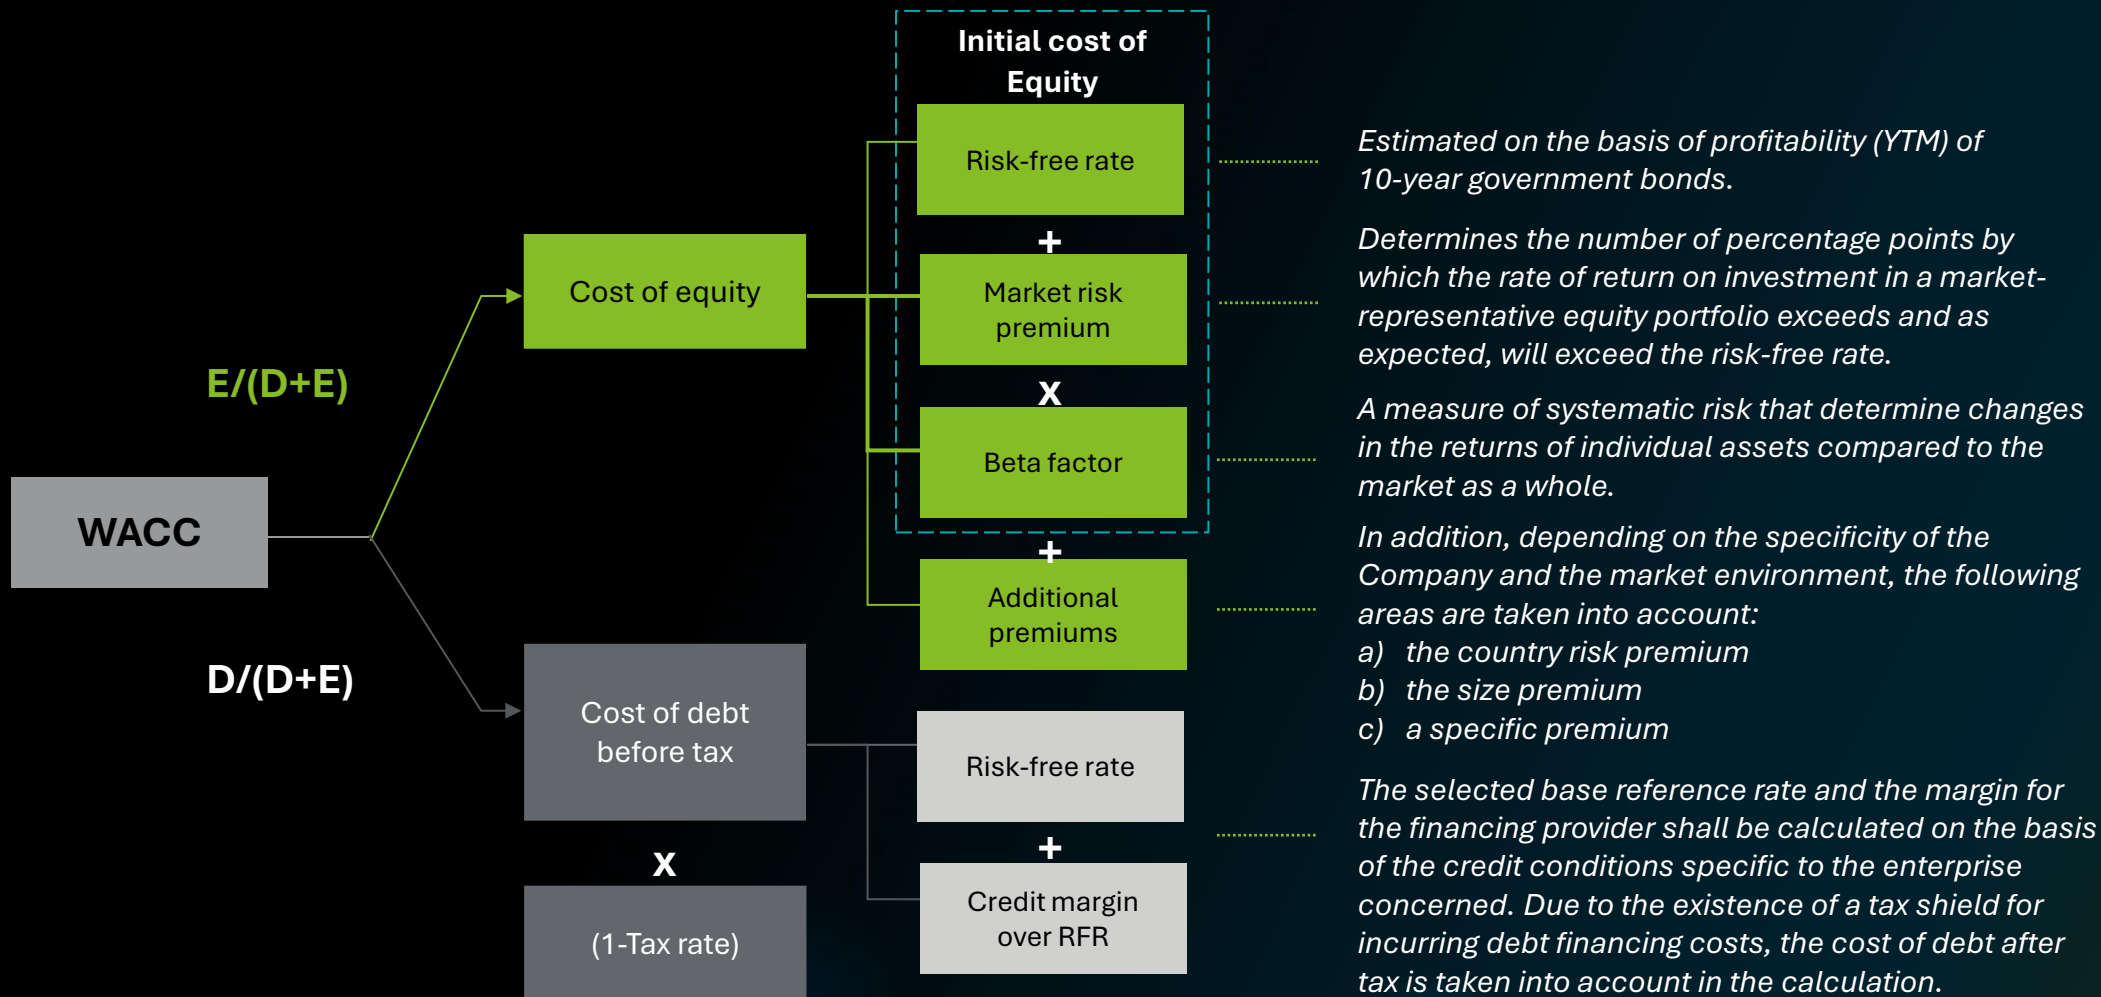 Initial cost of
Equity
Risk-free rate
+
Market risk
premium
x
Beta factor
+
Additional
premiums
Cost of equity
E/(D+E)
WACC
D/(D+E)
Cost of debt
before tax
x
(1-Tax rate)
Risk-free rate
+
Credit margin
over RFR
Estimated on the basis of profitability (YTM) of
10-year government bonds.
Determines the number of percentage points by
which the rate of return on investment in a market-
representative equity portfolio exceeds and as
expected, will exceed the risk-free rate.
A measure of systematic risk that determine changes
in the returns of individual assets compared to the
market as a whole.
In addition, depending on the specificity of the
Company and the market environment, the following
areas are taken into account:
a) the country risk premium
b) the size premium
c) a specific premium
The selected base reference rate and the margin for
the financing provider shall be calculated on the basis
of the credit conditions specific to the enterprise
concerned. Due to the existence of a tax shield for
incurring debt financing costs, the cost of debt after
tax is taken into account in the calculation.